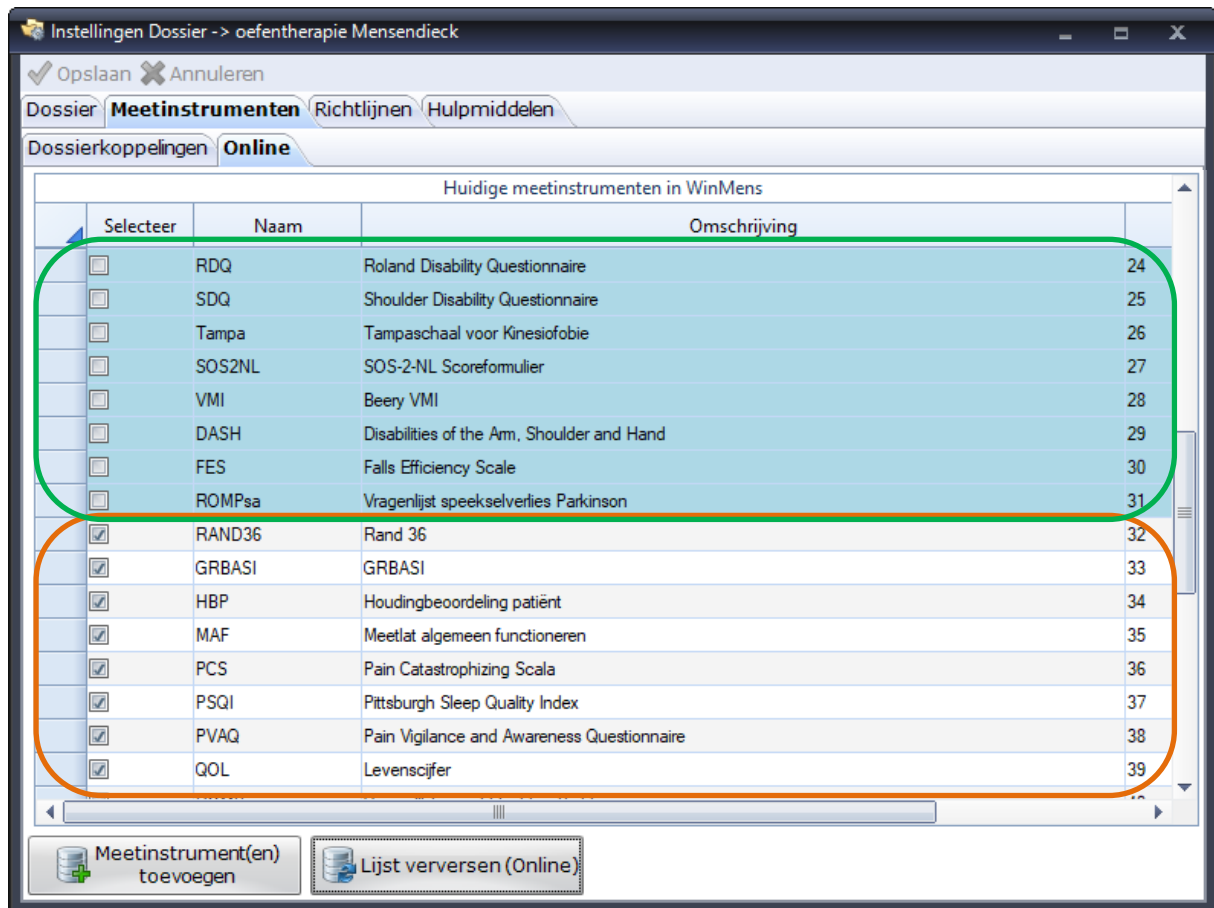 Instellingen Dossier -> oefentherapie Mensendieck
Opslaan Annuleren
Dossier Meetinstrumenten Richtlijnen Hulpmiddelen
Dossierkoppelingen Online
Huidige meetinstrumenten in WinMens
Selecteer Naam Omschrijving
RDQ Roland Disability Questionnaire 24
SDQ Shoulder Disability Questionnaire 25
Tampa Tampaschaal voor Kinesiofobie 26
SOS2NL SOS-2-NL Scoreformulier 27
VMI Beery VMI 28
DASH Disabilities of the Arm, Shoulder and Hand 29
FES Falls Efficiency Scale 30
ROMPsa Vragenlijst speekselverlies Parkinson 31
RAND36 Rand 36 32
GRBASI GRBASI 33
HBP Houdingbeoordeling patiënt 34
MAF Meetlat algemeen functioneren 35
PCS Pain Catastrophizing Scala 36
PSQI Pittsburgh Sleep Quality Index 37
PVAQ Pain Vigilance and Awareness Questionnaire 38
QOL Levenscijfer 39
Meetinstrument(en)
toevoegen
Lijst verversen (Online)